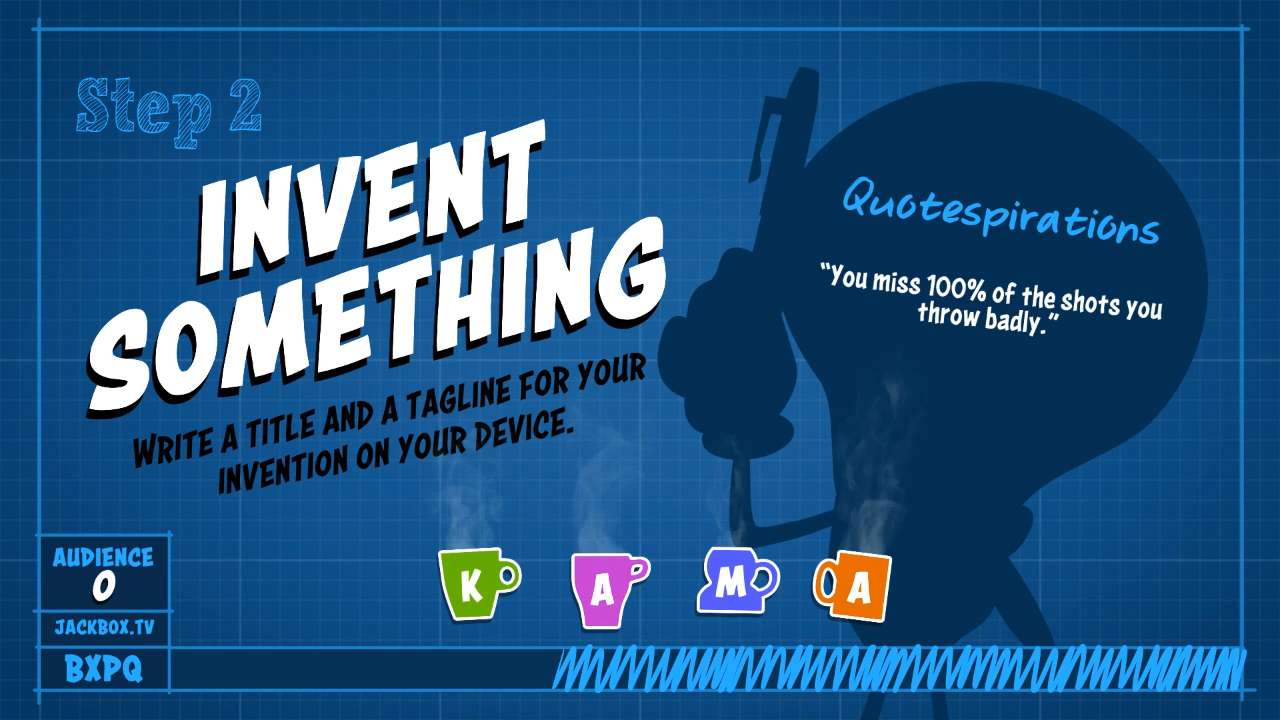 Step 2
INVENT
SOMETHING
WRITE A TITLE AND A TAGLINE FOR YOUR
INVENTION ON YOUR DEVICE.
Quotespirations
“You miss 100% of the shots you
throw badly.”
K A M A
AUDIENCE
0
JACKBOX.TV
BXPQ